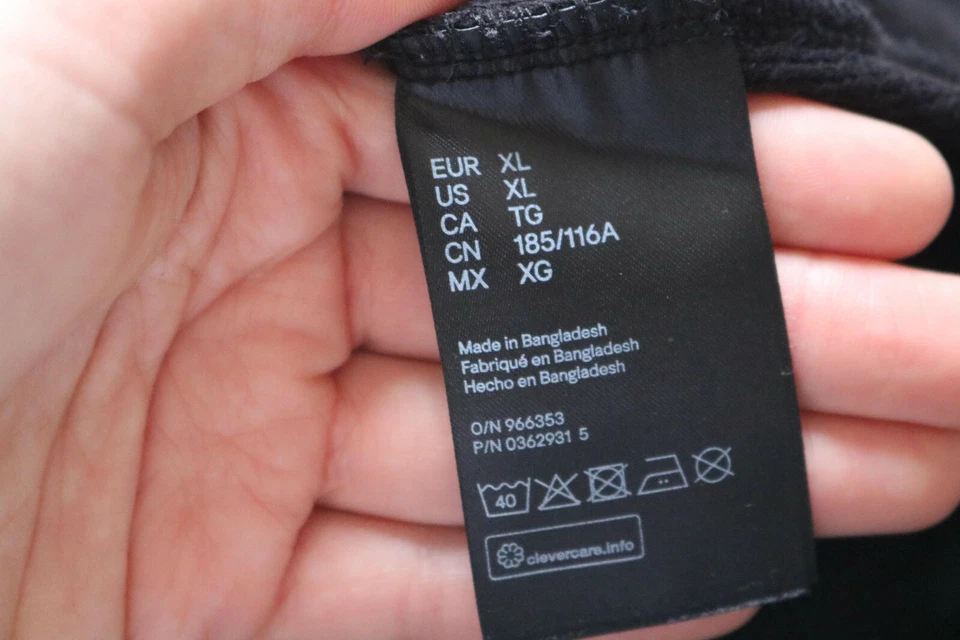 EUR XL
US XL
CA TG
CN 185/116A
MX XG
Made in Bangladesh
Fabriqué en Bangladesh
Hecho en Bangladesh
O/N 966353
P/N 0362931 5
40
clevercare.info